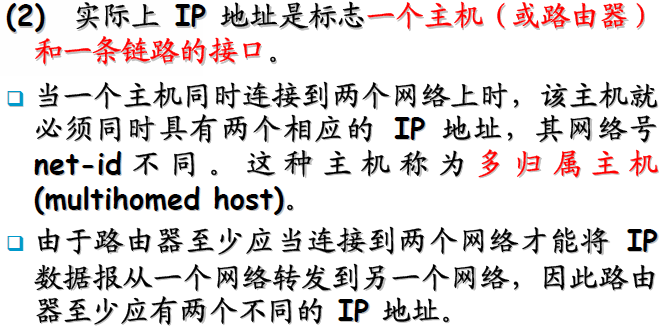 (2) 实际上 IP 地址是标志一个主机（或路由器）
和一条链路的接口。
当一个主机同时连接到两个网络上时，该主机就
必须同时具有两个相应的 IP 地址，其网络号
net-id 不同。这种主机称为多归属主机
(multihomed host)。
由于路由器至少应当连接到两个网络才能将 IP
数据报从一个网络转发到另一个网络，因此路由
器至少应有两个不同的 IP 地址。